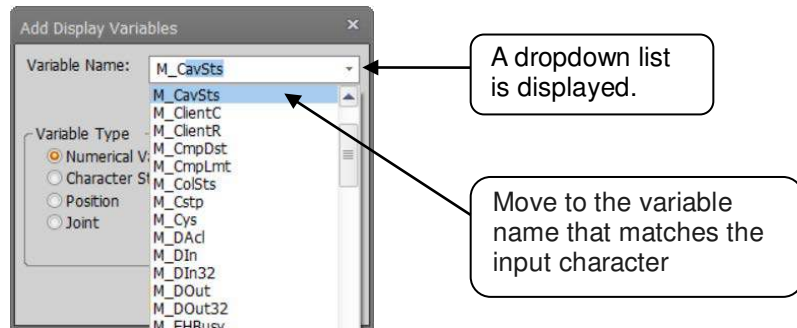 Add Display Variables
Variable Name:
M_CavSts
M_CavSts
M_ClientC
M_ClientR
M_CmpDst
M_CmpLmt
M_ColSts
M_Cstp
M_Cys
M_DAcl
M_DIn
M_DIn32
M_DOut
M_DOut32
M_EHBusy
Variable Type
Numerical V
Character St
Position
Joint
A dropdown list
is displayed.
Move to the variable
name that matches the
input character